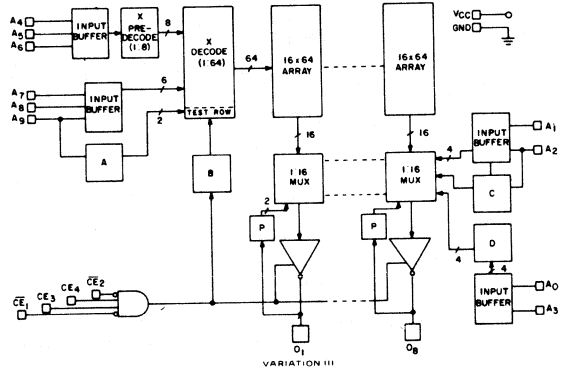 A4
A5
A6
INPUT
BUFFER
X
PRE-
DECODE
(1:8)
8
X
DECODE
(1:64)
TEST ROW
64
16x64
ARRAY
16x64
ARRAY
VCC
GND
A7
A8
A9
INPUT
BUFFER
6
2
A
B
16
16
1:16
MUX
1:16
MUX
4
INPUT
BUFFER
A1
A2
C
D
4
4
INPUT
BUFFER
A0
A3
2
P
P
CE1
CE3
CE4
CE2
O1
O8
VARIATION III